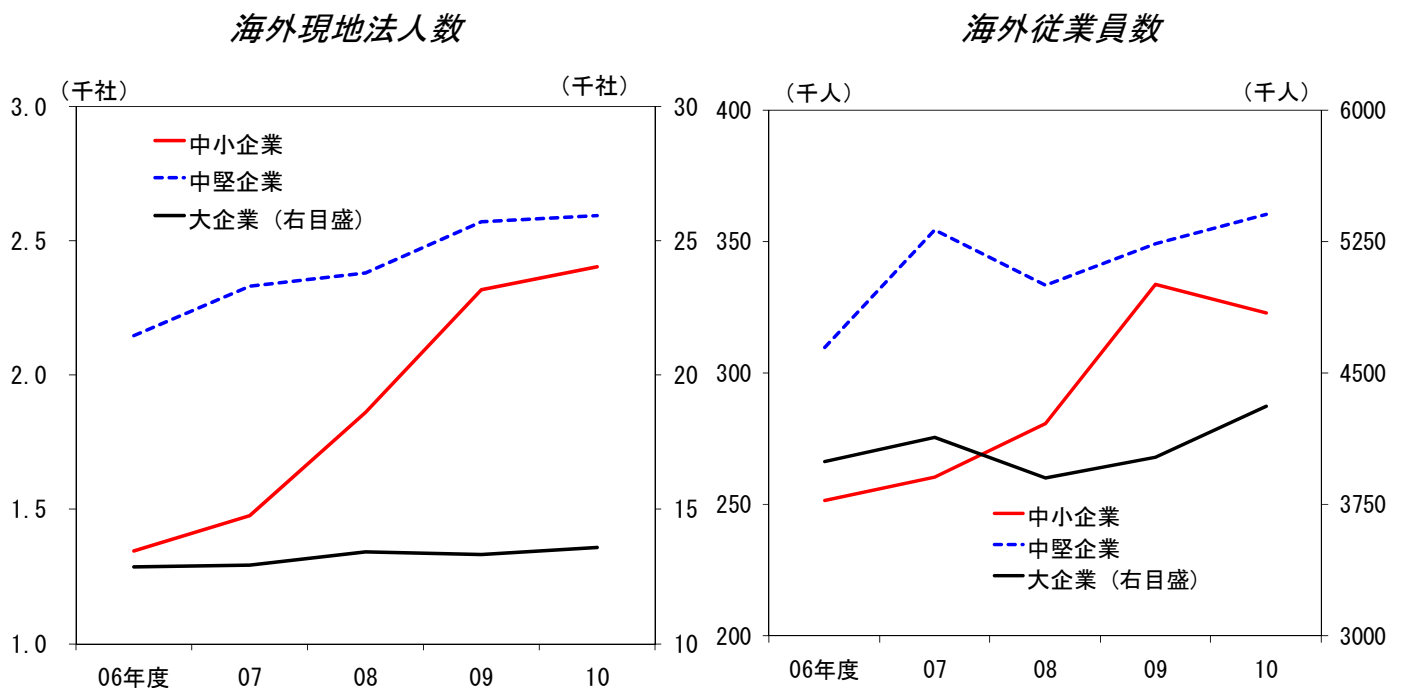 海外現地法人数
（千社）
（千社）
3.0
2.5
2.0
1.5
1.0
30
25
20
15
10
中小企業
中堅企業
大企業（右目盛）
06年度
07
08
09
10
海外従業員数
（千人）
（千人）
400
350
300
250
200
6000
5250
4500
3750
3000
中小企業
中堅企業
大企業（右目盛）
06年度
07
08
09
10